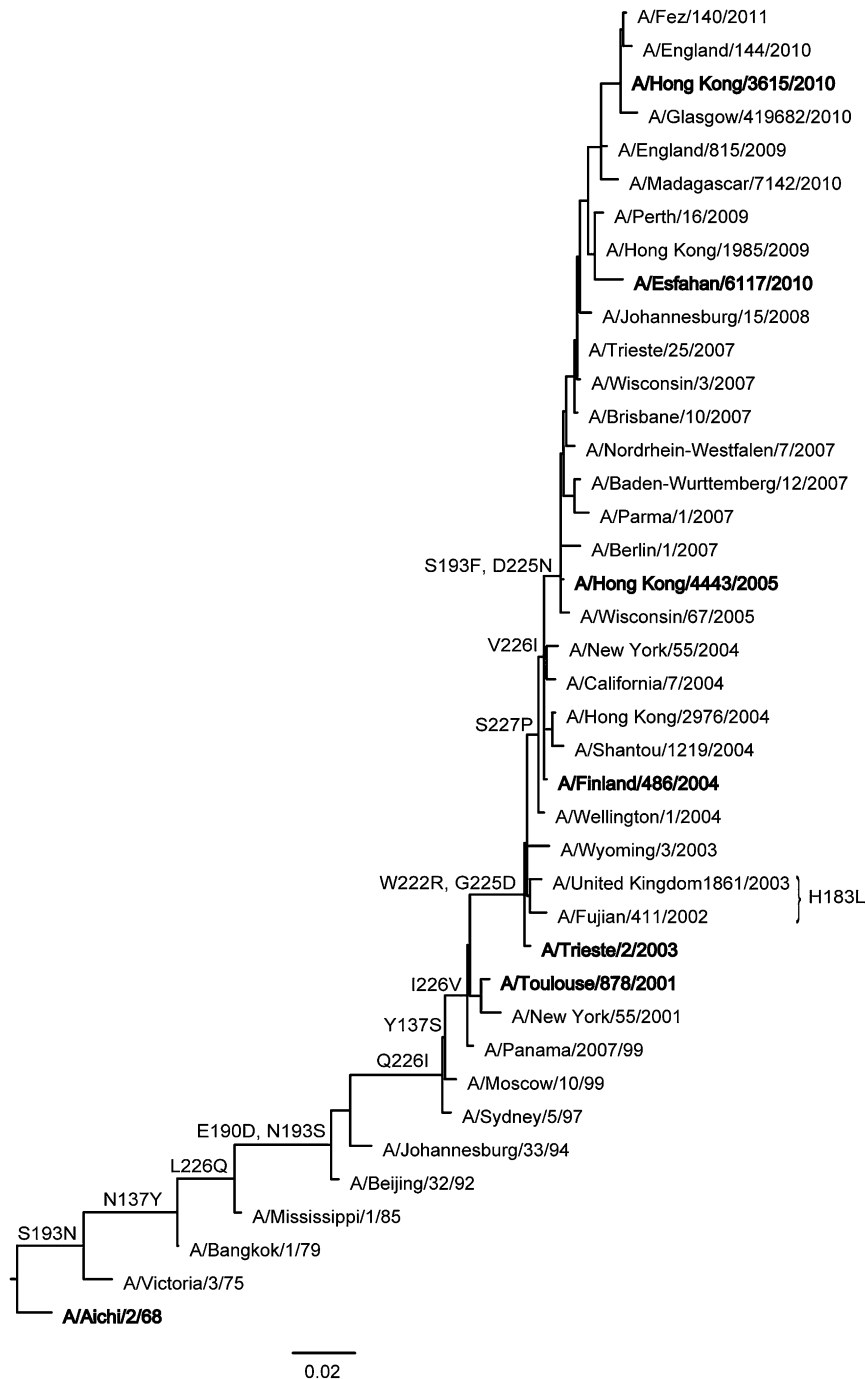 A/Fez/140/2011
A/England/144/2010
A/Hong Kong/3615/2010
A/Glasgow/419682/2010
A/England/815/2009
A/Madagascar/7142/2010
A/Perth/16/2009
A/Hong Kong/1985/2009
A/Esfahan/6117/2010
A/Johannesburg/15/2008
A/Trieste/25/2007
A/Wisconsin/3/2007
A/Brisbane/10/2007
A/Nordrhein-Westfalen/7/2007
A/Baden-Wurttemberg/12/2007
A/Parma/1/2007
A/Berlin/1/2007
S193F, D225N
A/Hong Kong/4443/2005
A/Wisconsin/67/2005
V226I
A/New York/55/2004
A/California/7/2004
A/Hong Kong/2976/2004
S227P
A/Shantou/1219/2004
A/Finland/486/2004
A/Wellington/1/2004
A/Wyoming/3/2003
W222R, G225D
A/United Kingdom1861/2003
H183L
A/Fujian/411/2002
A/Trieste/2/2003
I226V
A/Toulouse/878/2001
A/New York/55/2001
Y137S
A/Panama/2007/99
Q226I
A/Moscow/10/99
A/Sydney/5/97
E190D, N193S
A/Johannesburg/33/94
L226Q
A/Beijing/32/92
N137Y
A/Mississippi/1/85
S193N
A/Bangkok/1/79
A/Victoria/3/75
A/Aichi/2/68
0.02